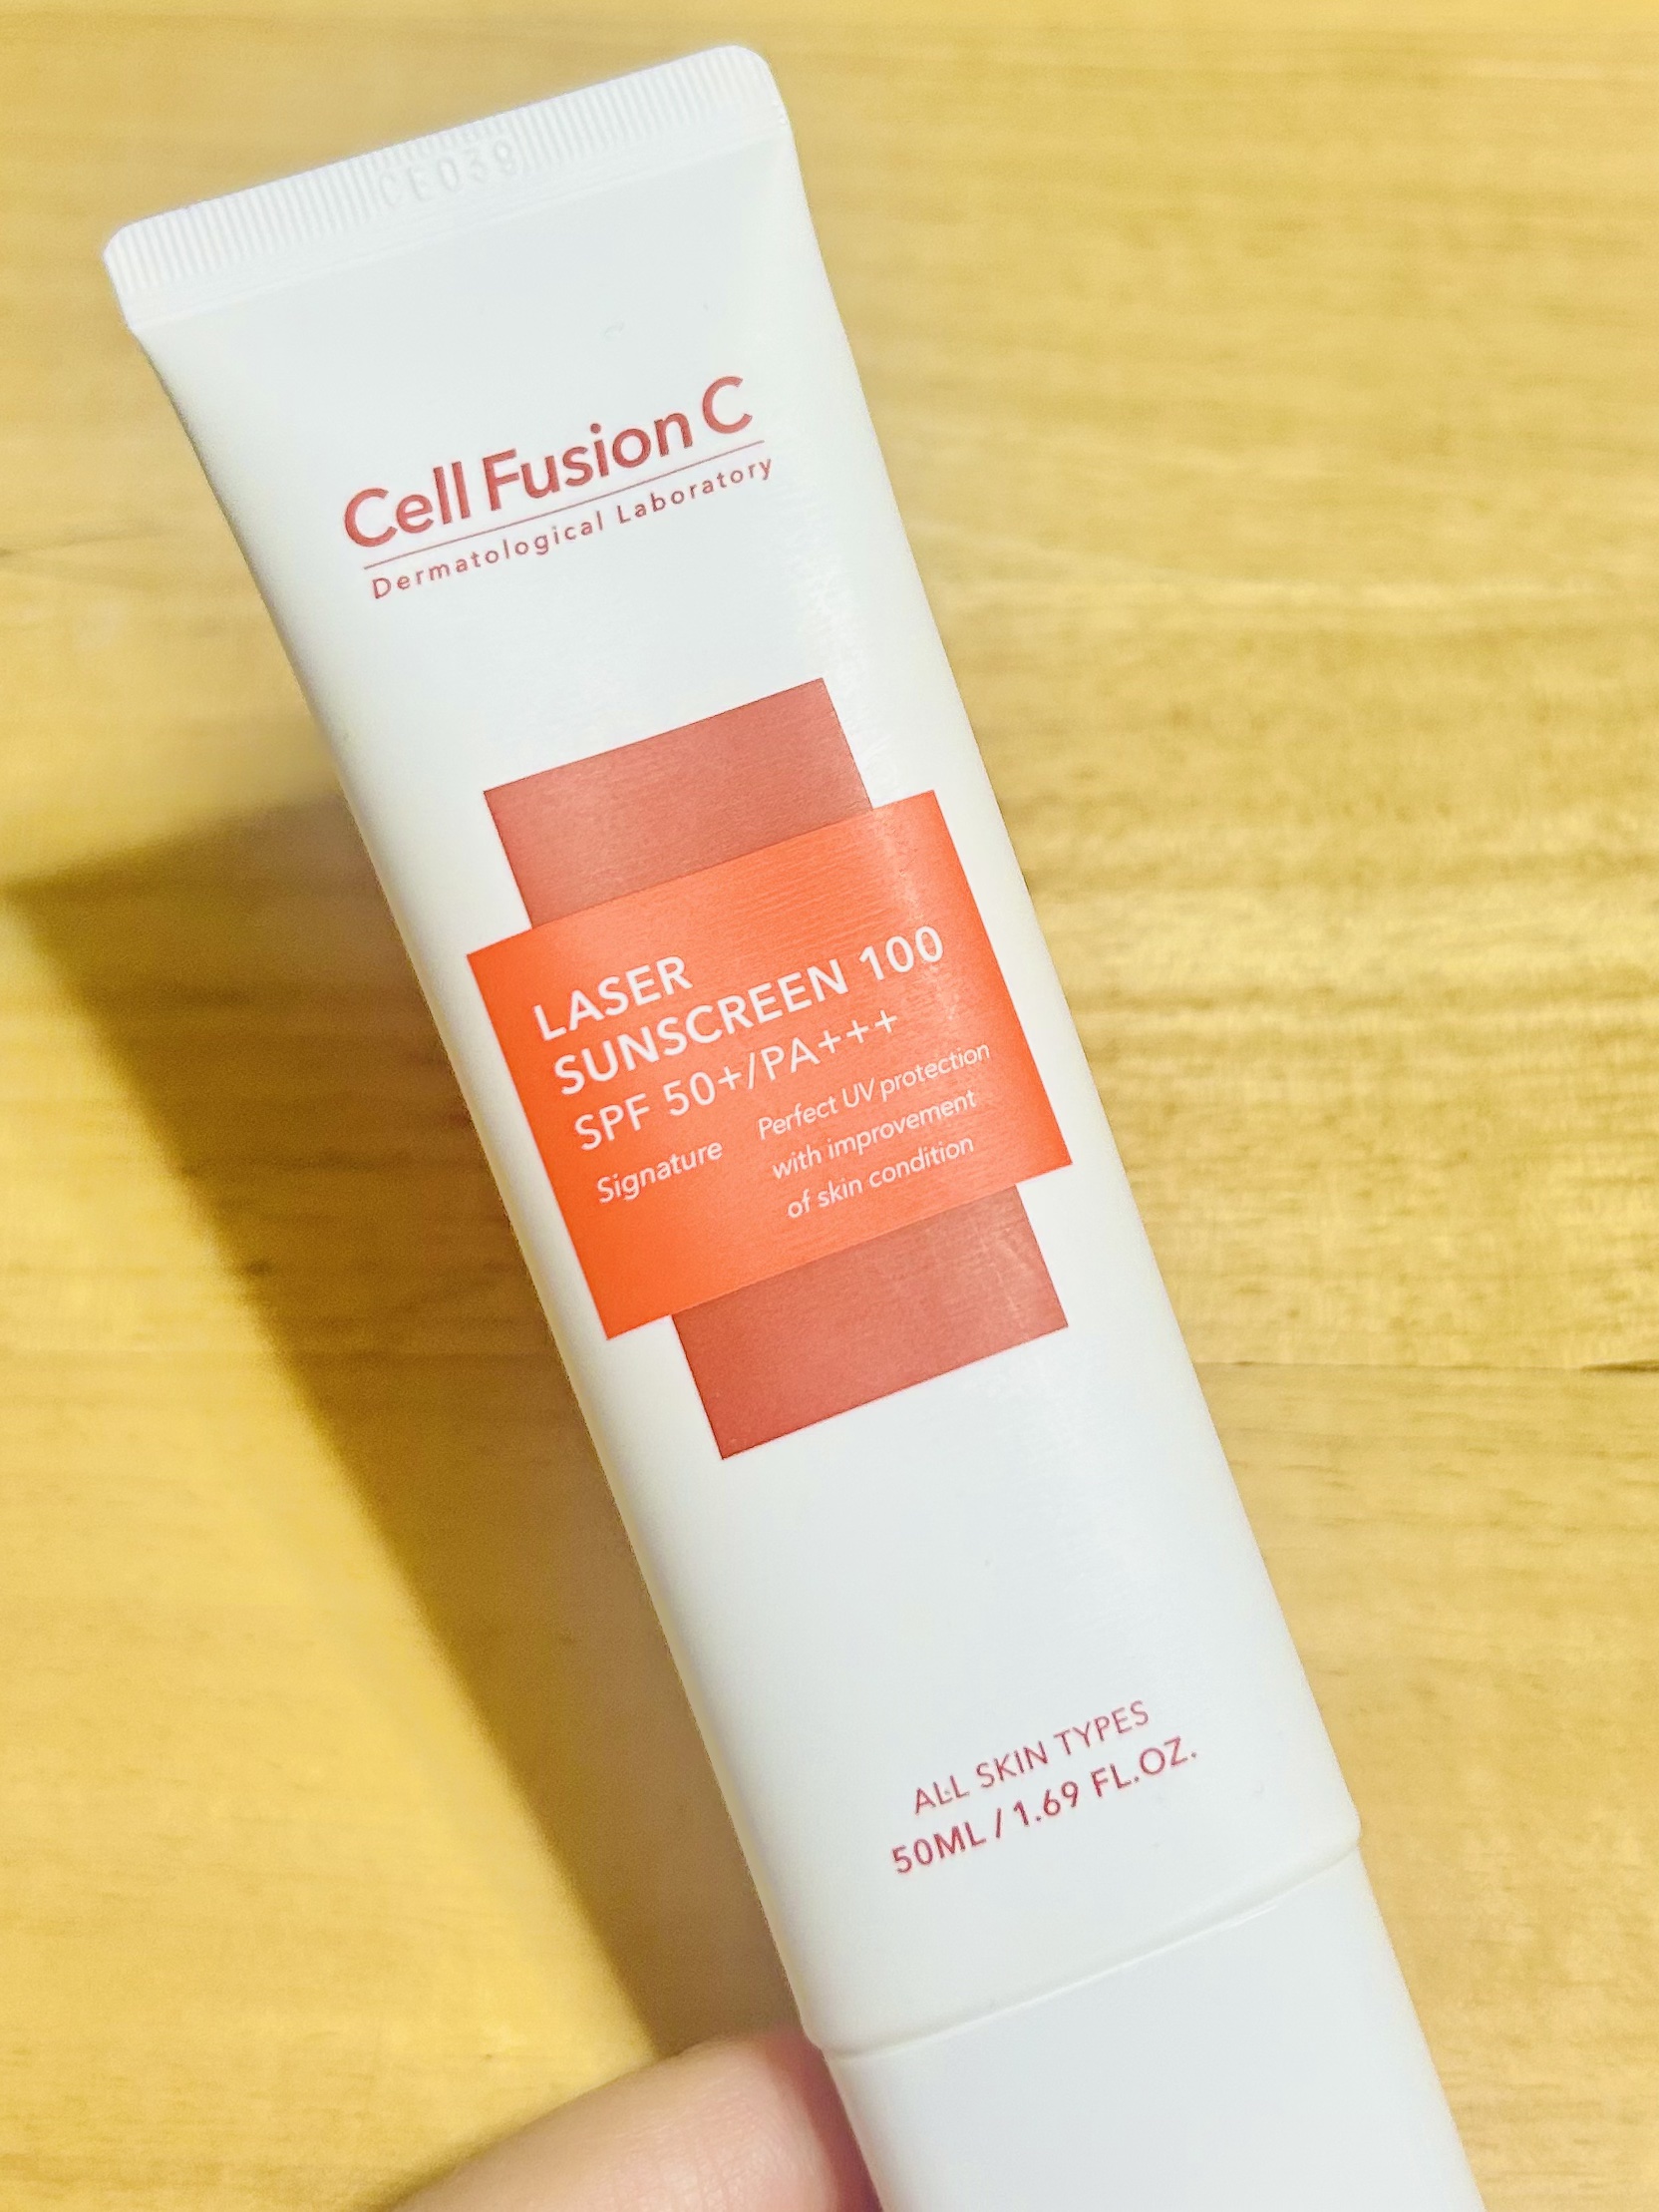 Cell Fusion C
Dermatological Laboratory
LASER
SUNSCREEN 100
SPF 50+/PA+++
Signature
Perfect UV protection
with improvement
of skin condition
ALL SKIN TYPES
50ML / 1.69 FL.OZ.